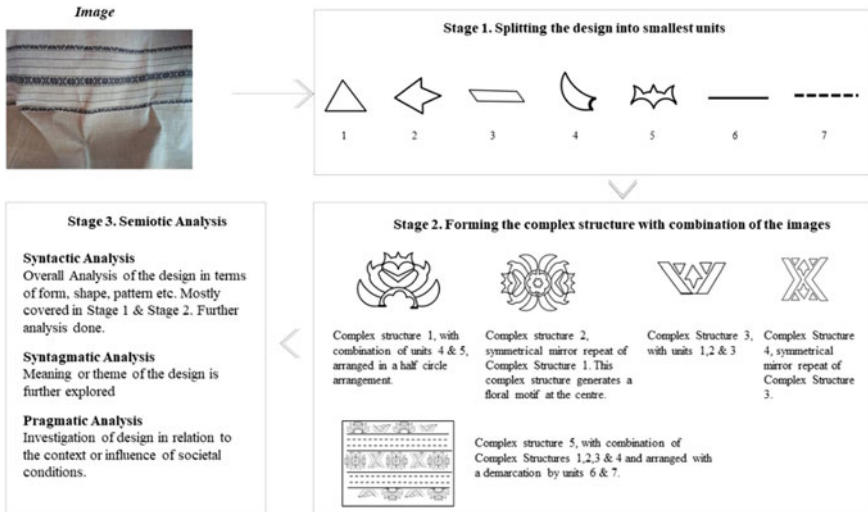 Image
Stage 1. Splitting the design into smallest units
1 2 3 4 5 6 7
Stage 2. Forming the complex structure with combination of the images
Complex structure 1, with
combination of units 4 & 5,
arranged in a half circle
arrangement.
Complex structure 2,
symmetrical mirror repeat of
Complex Structure 1. This
complex structure generates a
floral motif at the centre.
Complex Structure 3,
with units 1,2 & 3
Complex Structure
4, symmetrical
mirror repeat of
Complex Structure
3.
Complex structure 5, with combination of
Complex Structures 1,2,3 & 4 and arranged with
a demarcation by units 6 & 7.
Stage 3. Semiotic Analysis
Syntactic Analysis
Overall Analysis of the design in terms
of form, shape, pattern etc. Mostly
covered in Stage 1 & Stage 2. Further
analysis done.
Syntagmatic Analysis
Meaning or theme of the design is
further explored
Pragmatic Analysis
Investigation of design in relation to
the context or influence of societal
conditions.